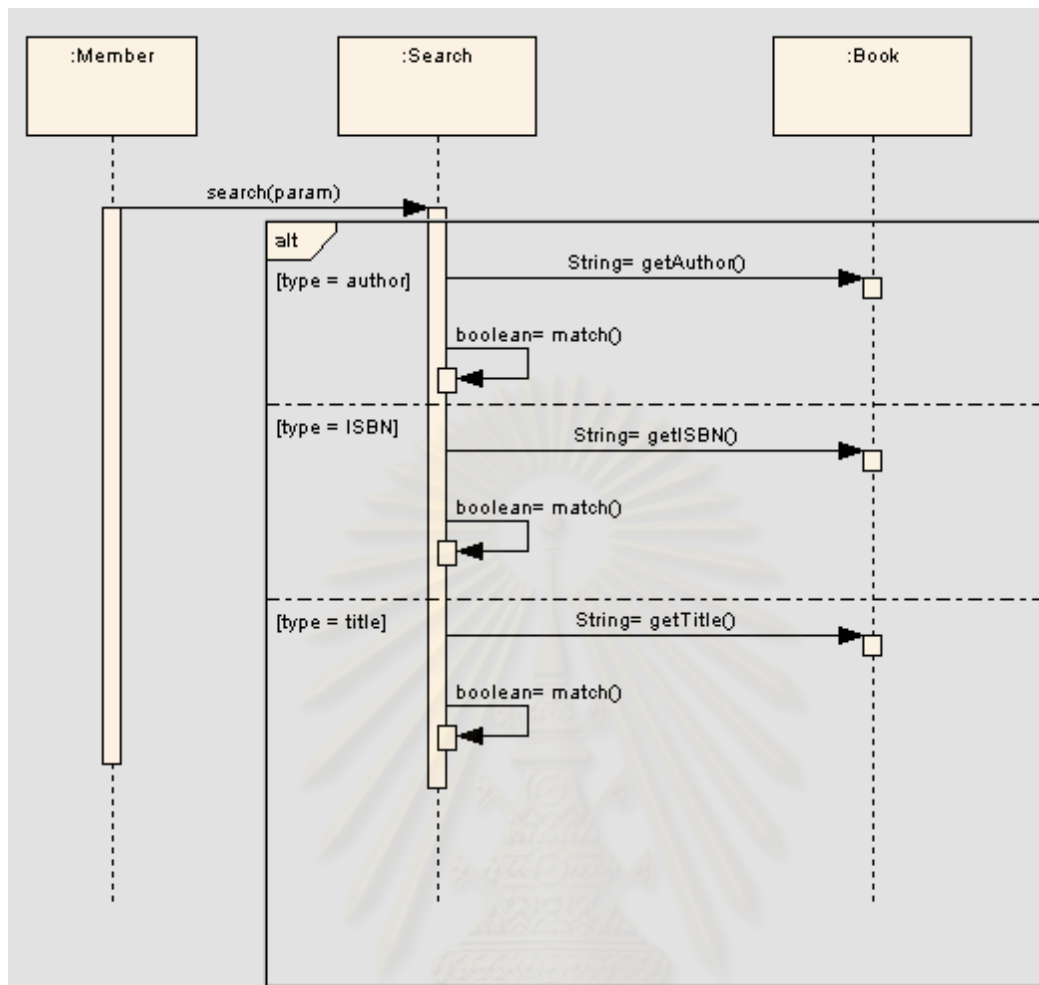 :Member
:Search
:Book
search(param)
alt
String= getAuthor()
[type = author]
boolean= match()
[type = ISBN]
String= getISBN()
boolean= match()
[type = title]
String= getTitle()
boolean= match()